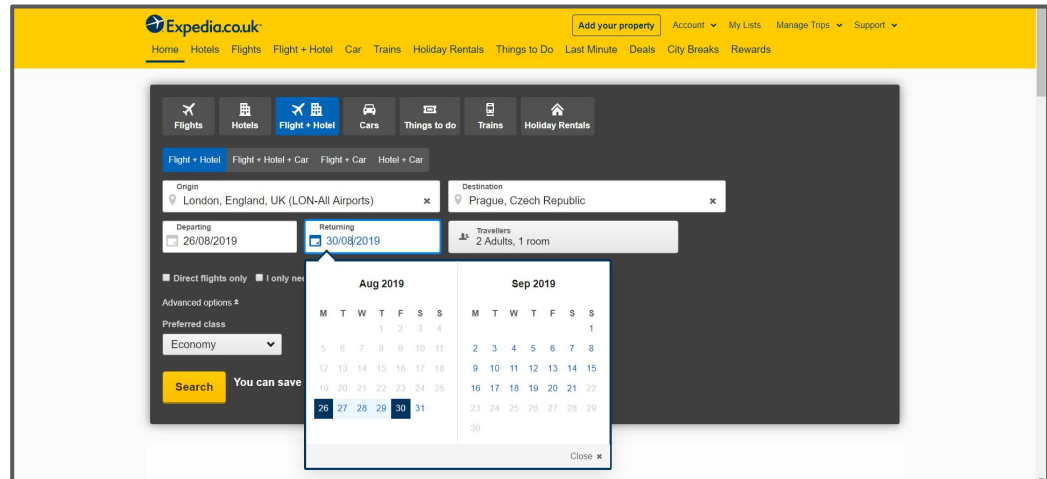 Expedia.co.uk
Add your property Account My Lists Manage Trips Support
Home Hotels Flights Flight + Hotel Car Trains Holiday Rentals Things to Do Last Minute Deals City Breaks Rewards
Flights Hotels Flight + Hotel Cars Things to do Trains Holiday Rentals
Flight + Hotel Flight + Hotel + Car Flight + Car Hotel + Car
Origin
London, England, UK (LON-All Airports)
Destination
Prague, Czech Republic
Departing
26/08/2019
Returning
30/08/2019
Travellers
2 Adults, 1 room
Direct flights only I only nee
Advanced options
Preferred class
Economy
Search You can save
Aug 2019
M T W T F S S
1 2 3 4
5 6 7 8 9 10 11
12 13 14 15 16 17 18
19 20 21 22 23 24 25
26 27 28 29 30 31
Sep 2019
M T W T F S S
1
2 3 4 5 6 7 8
9 10 11 12 13 14 15
16 17 18 19 20 21 22
23 24 25 26 27 28 29
30
Close